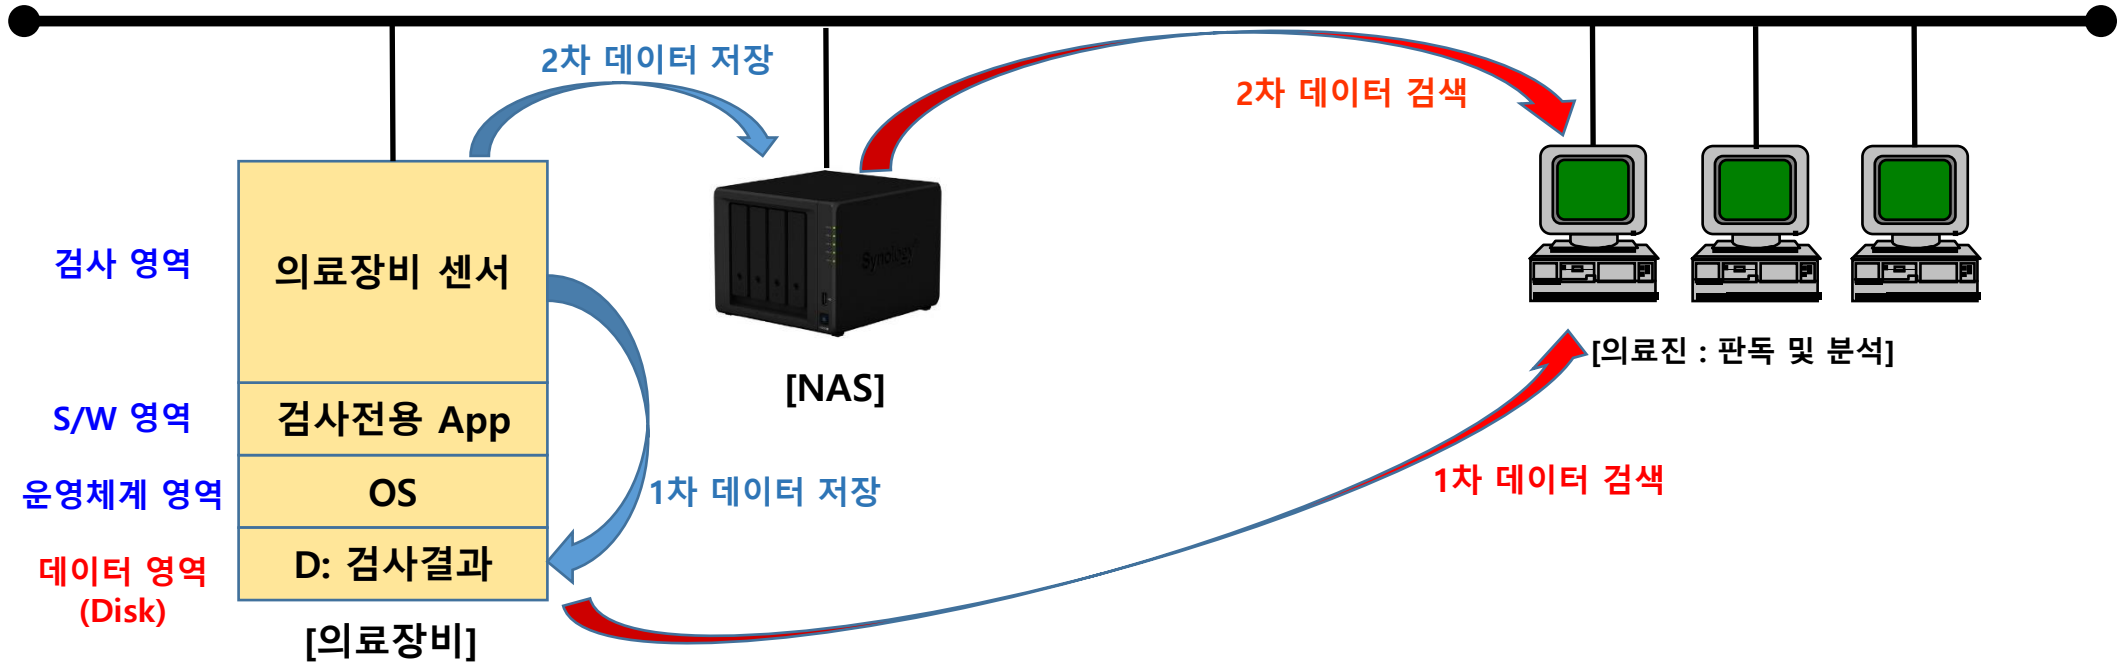 2차 데이터 저장
2차 데이터 검색
검사 영역
의료장비 센서
Synology
[NAS]
[의료진 : 판독 및 분석]
S/W 영역
검사전용 App
운영체계 영역
OS
1차 데이터 저장
1차 데이터 검색
데이터 영역
(Disk)
D: 검사결과
[의료장비]